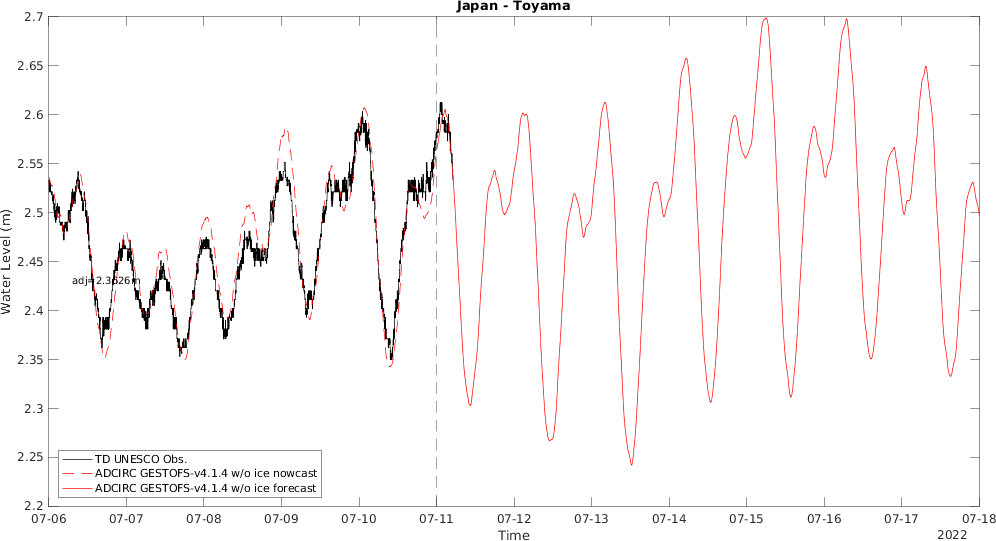 Japan - Toyama
2.7
2.65
2.6
2.55
2.5
2.45
2.4
2.35
2.3
2.25
2.2
Water Level (m)
adj=2.3626m
TD UNESCO Obs.
ADCIRC GESTOFS-v4.1.4 w/o ice nowcast
ADCIRC GESTOFS-v4.1.4 w/o ice forecast
07-06 07-07 07-08 07-09 07-10 07-11 07-12 07-13 07-14 07-15 07-16 07-17 07-18
Time
2022